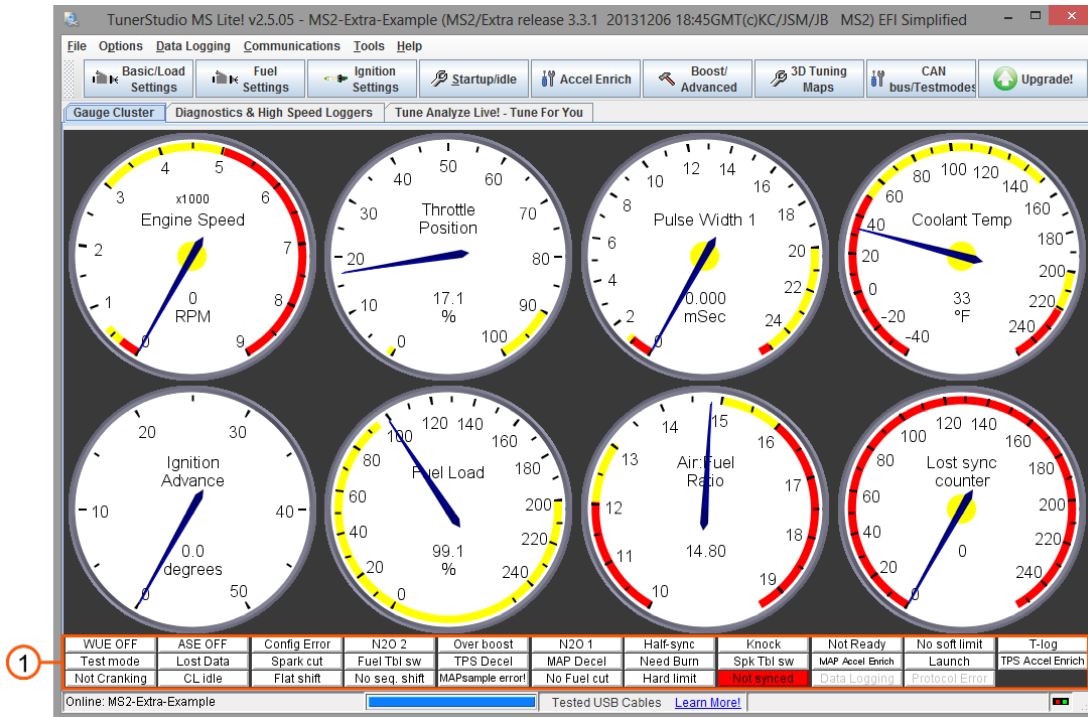 TunerStudio MS Lite! v2.5.05 - MS2-Extra-Example (MS2/Extra release 3.3.1 20131206 18:45GMT(c)KC/JSM/JB MS2) EFI Simplified
File Options Data Logging Communications Tools Help
Basic/Load Settings Fuel Settings Ignition Settings Startup/idle Accel Enrich Boost/ Advanced 3D Tuning Maps CAN bus/Testmodes Upgrade!
Gauge Cluster Diagnostics & High Speed Loggers Tune Analyze Live! - Tune For You
0 1 2 3 4 5 6 7 8 9
x1000
Engine Speed
0
RPM
0 10 20 30 40 50 60 70 80 90 100
Throttle
Position
17.1
%
0 2 4 6 8 10 12 14 16 18 20 22 24
Pulse Width 1
0.000
mSec
-40 -20 0 20 40 60 80 100 120 140 160 180 200 220 240
Coolant Temp
33
°F
10 20 30 40 50
Ignition
Advance
0.0
degrees
0 20 40 60 80 100 120 140 160 180 200 220 240
Fuel Load
99.1
%
10 11 12 13 14 15 16 17 18 19
Air:Fuel
Ratio
14.80
0 20 40 60 80 100 120 140 160 180 200 220 240
Lost sync
counter
0
1
WUE OFF ASE OFF Config Error N2O 2 Over boost N2O 1 Half-sync Knock Not Ready No soft limit T-log
Test mode Lost Data Spark cut Fuel Tbl sw TPS Decel MAP Decel Need Burn Spk Tbl sw MAP Accel Enrich Launch TPS Accel Enrich
Not Cranking CL idle Flat shift No seq. shift MAPsample error! No Fuel cut Hard limit Not synced Data Logging Protocol Error
Online: MS2-Extra-Example Tested USB Cables Learn More!